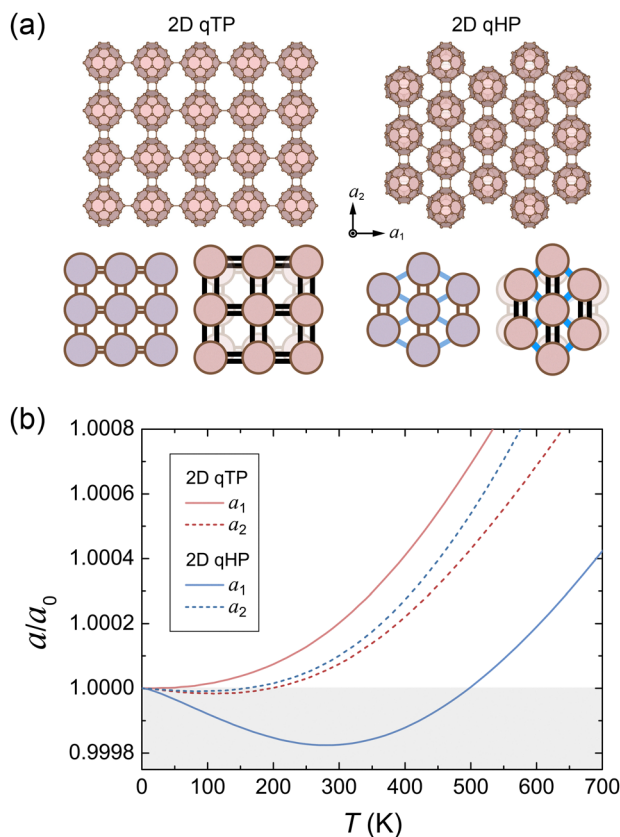 (a)
2D qTP
2D qHP
a2
a1
(b)
1.0008
1.0006
1.0004
1.0002
1.0000
0.9998
a/a0
2D qTP
a1
a2
2D qHP
a1
a2
0 100 200 300 400 500 600 700
T (K)